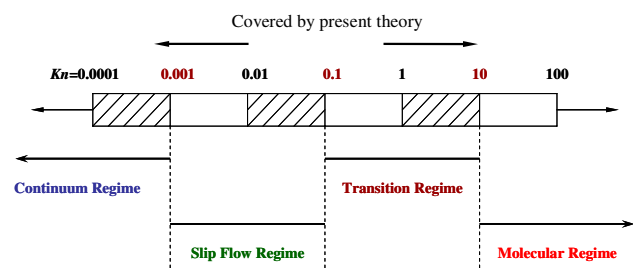 Covered by present theory
Kn=0.0001 0.001 0.01 0.1 1 10 100
Continuum Regime Transition Regime
Slip Flow Regime Molecular Regime